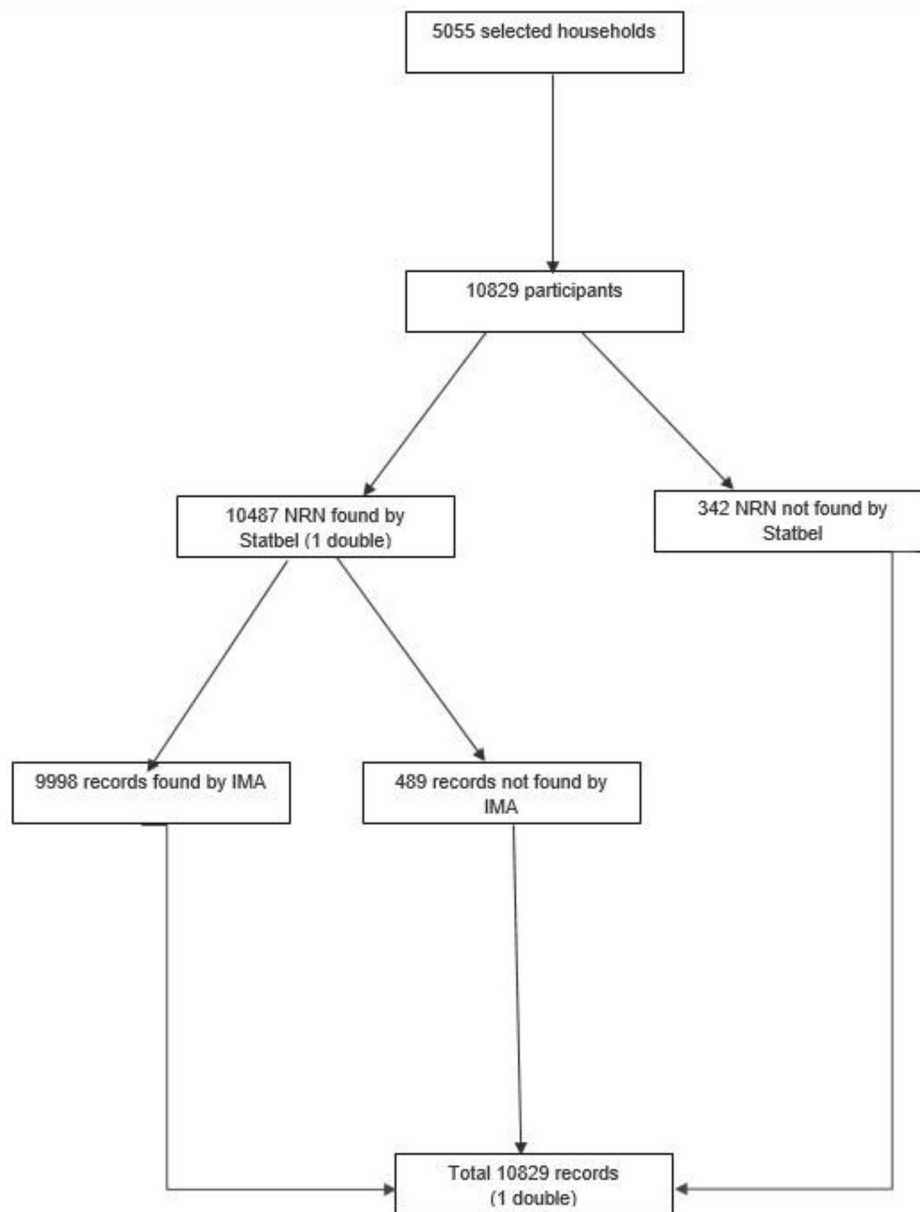 5055 selected households
10829 participants
10487 NRN found by
Statbel (1 double)
342 NRN not found by
Statbel
9998 records found by IMA
489 records not found by
IMA
Total 10829 records
(1 double)